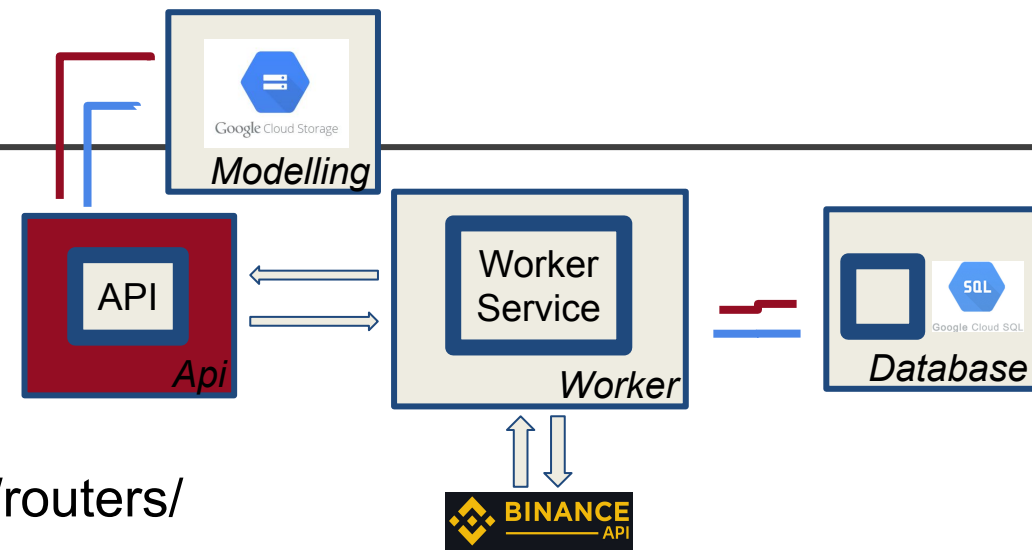 Google Cloud Storage
Modelling
API
Api
Worker
Service
Worker
SQL
Google Cloud SQL
Database
/routers/
BINANCE
API